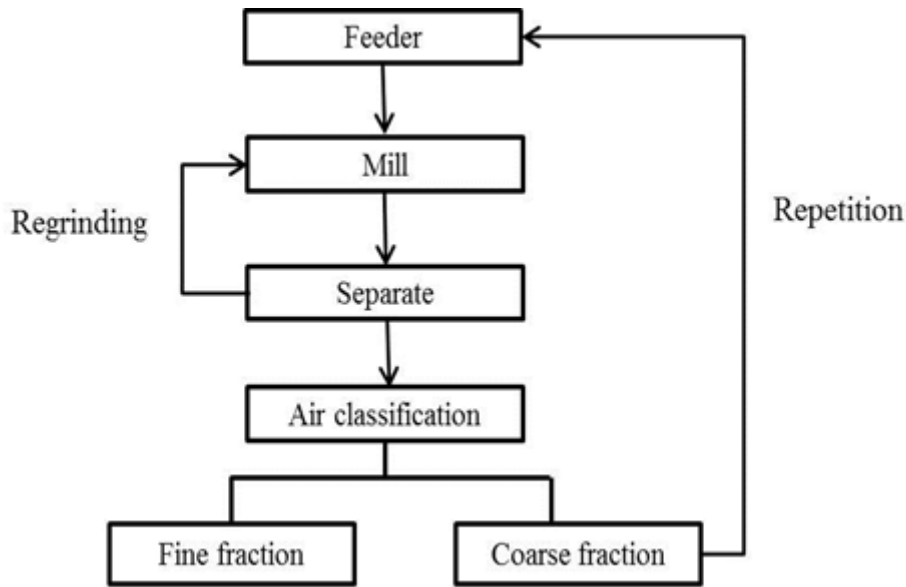 Feeder
Mill
Regrinding
Repetition
Separate
Air classification
Fine fraction
Coarse fraction